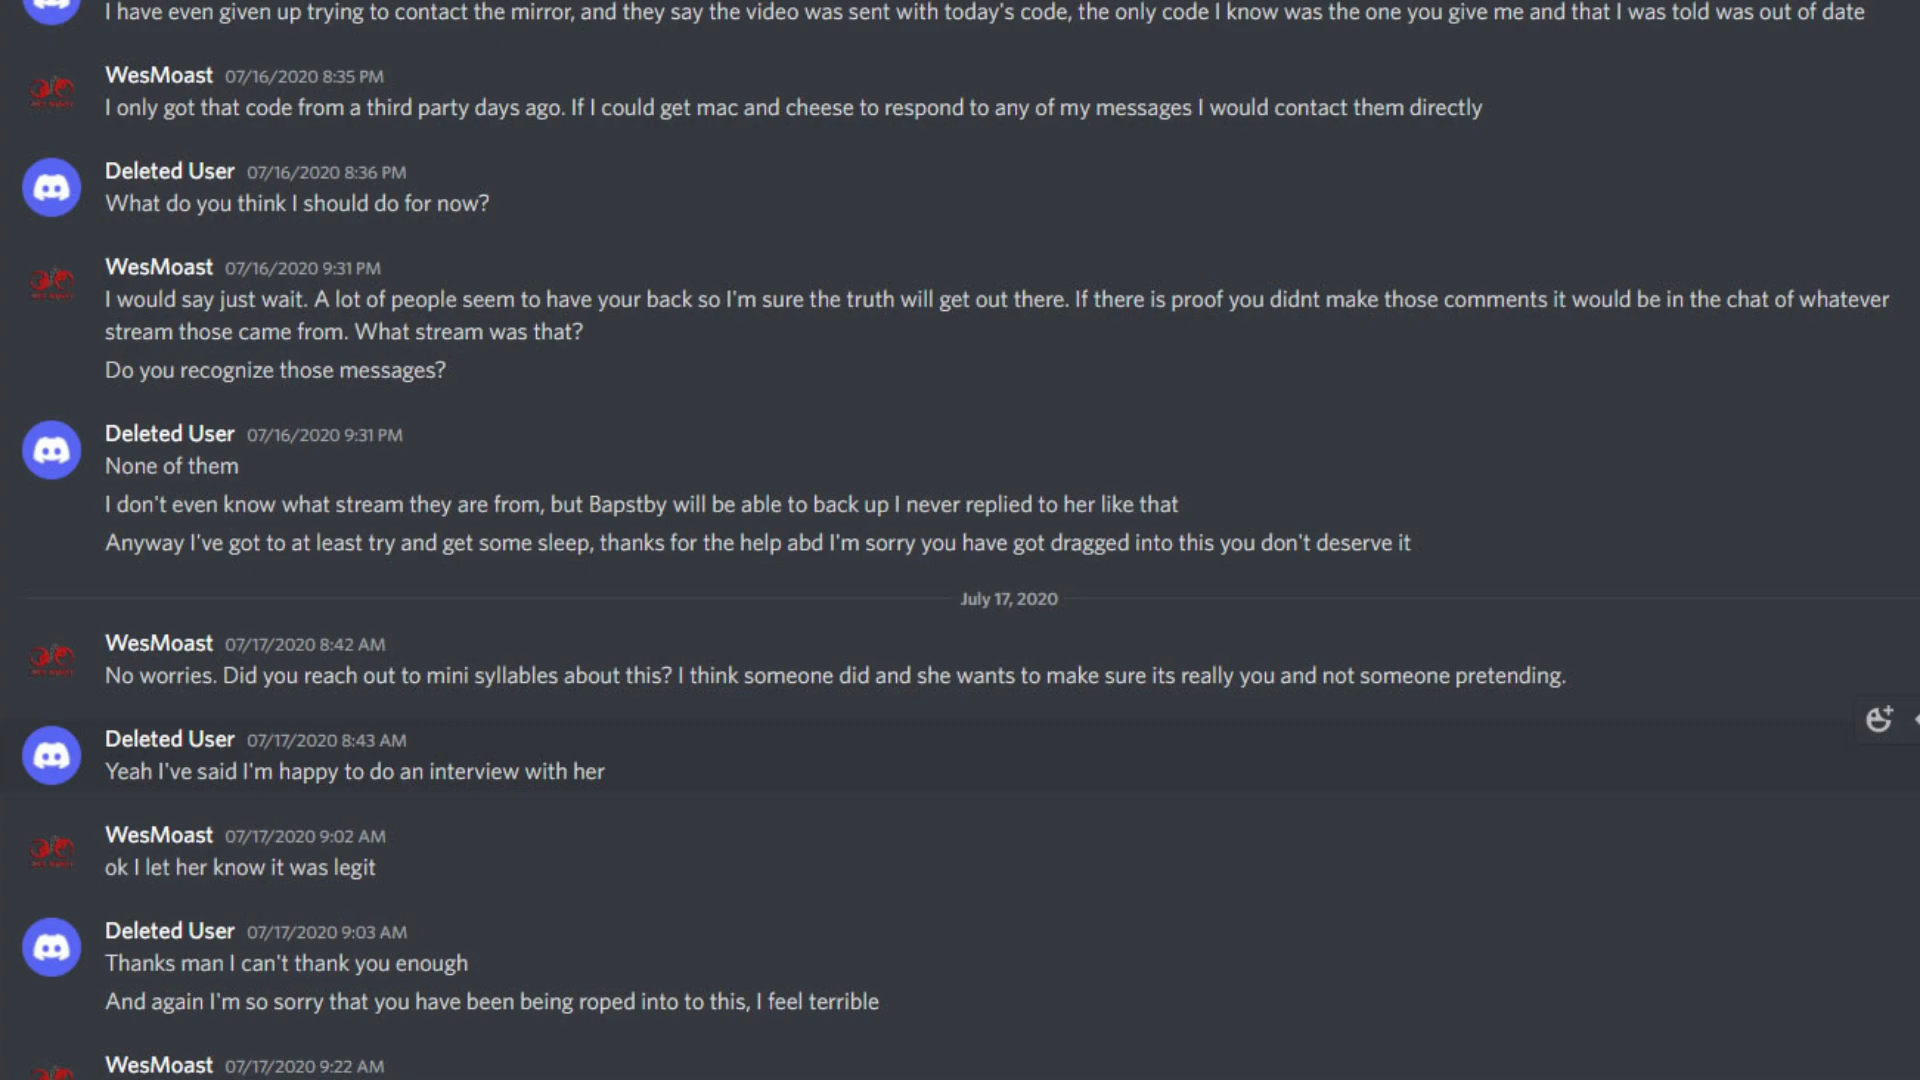 I have even given up trying to contact the mirror, and they say the video was sent with today's code, the only code I know was the one you give me and that I was told was out of date
WesMoast 07/16/2020 8:35 PM
I only got that code from a third party days ago. If I could get mac and cheese to respond to any of my messages I would contact them directly
Deleted User 07/16/2020 8:36 PM
What do you think I should do for now?
WesMoast 07/16/2020 9:31 PM
I would say just wait. A lot of people seem to have your back so I'm sure the truth will get out there. If there is proof you didnt make those comments it would be in the chat of whatever
stream those came from. What stream was that?
Do you recognize those messages?
Deleted User 07/16/2020 9:31 PM
None of them
I don't even know what stream they are from, but Bapstby will be able to back up I never replied to her like that
Anyway I've got to at least try and get some sleep, thanks for the help abd I'm sorry you have got dragged into this you don't deserve it
July 17, 2020
WesMoast 07/17/2020 8:42 AM
No worries. Did you reach out to mini syllables about this? I think someone did and she wants to make sure its really you and not someone pretending.
Deleted User 07/17/2020 8:43 AM
Yeah I've said I'm happy to do an interview with her
WesMoast 07/17/2020 9:02 AM
ok I let her know it was legit
Deleted User 07/17/2020 9:03 AM
Thanks man I can't thank you enough
And again I'm so sorry that you have been being roped into to this, I feel terrible
WesMoast 07/17/2020 9:22 AM